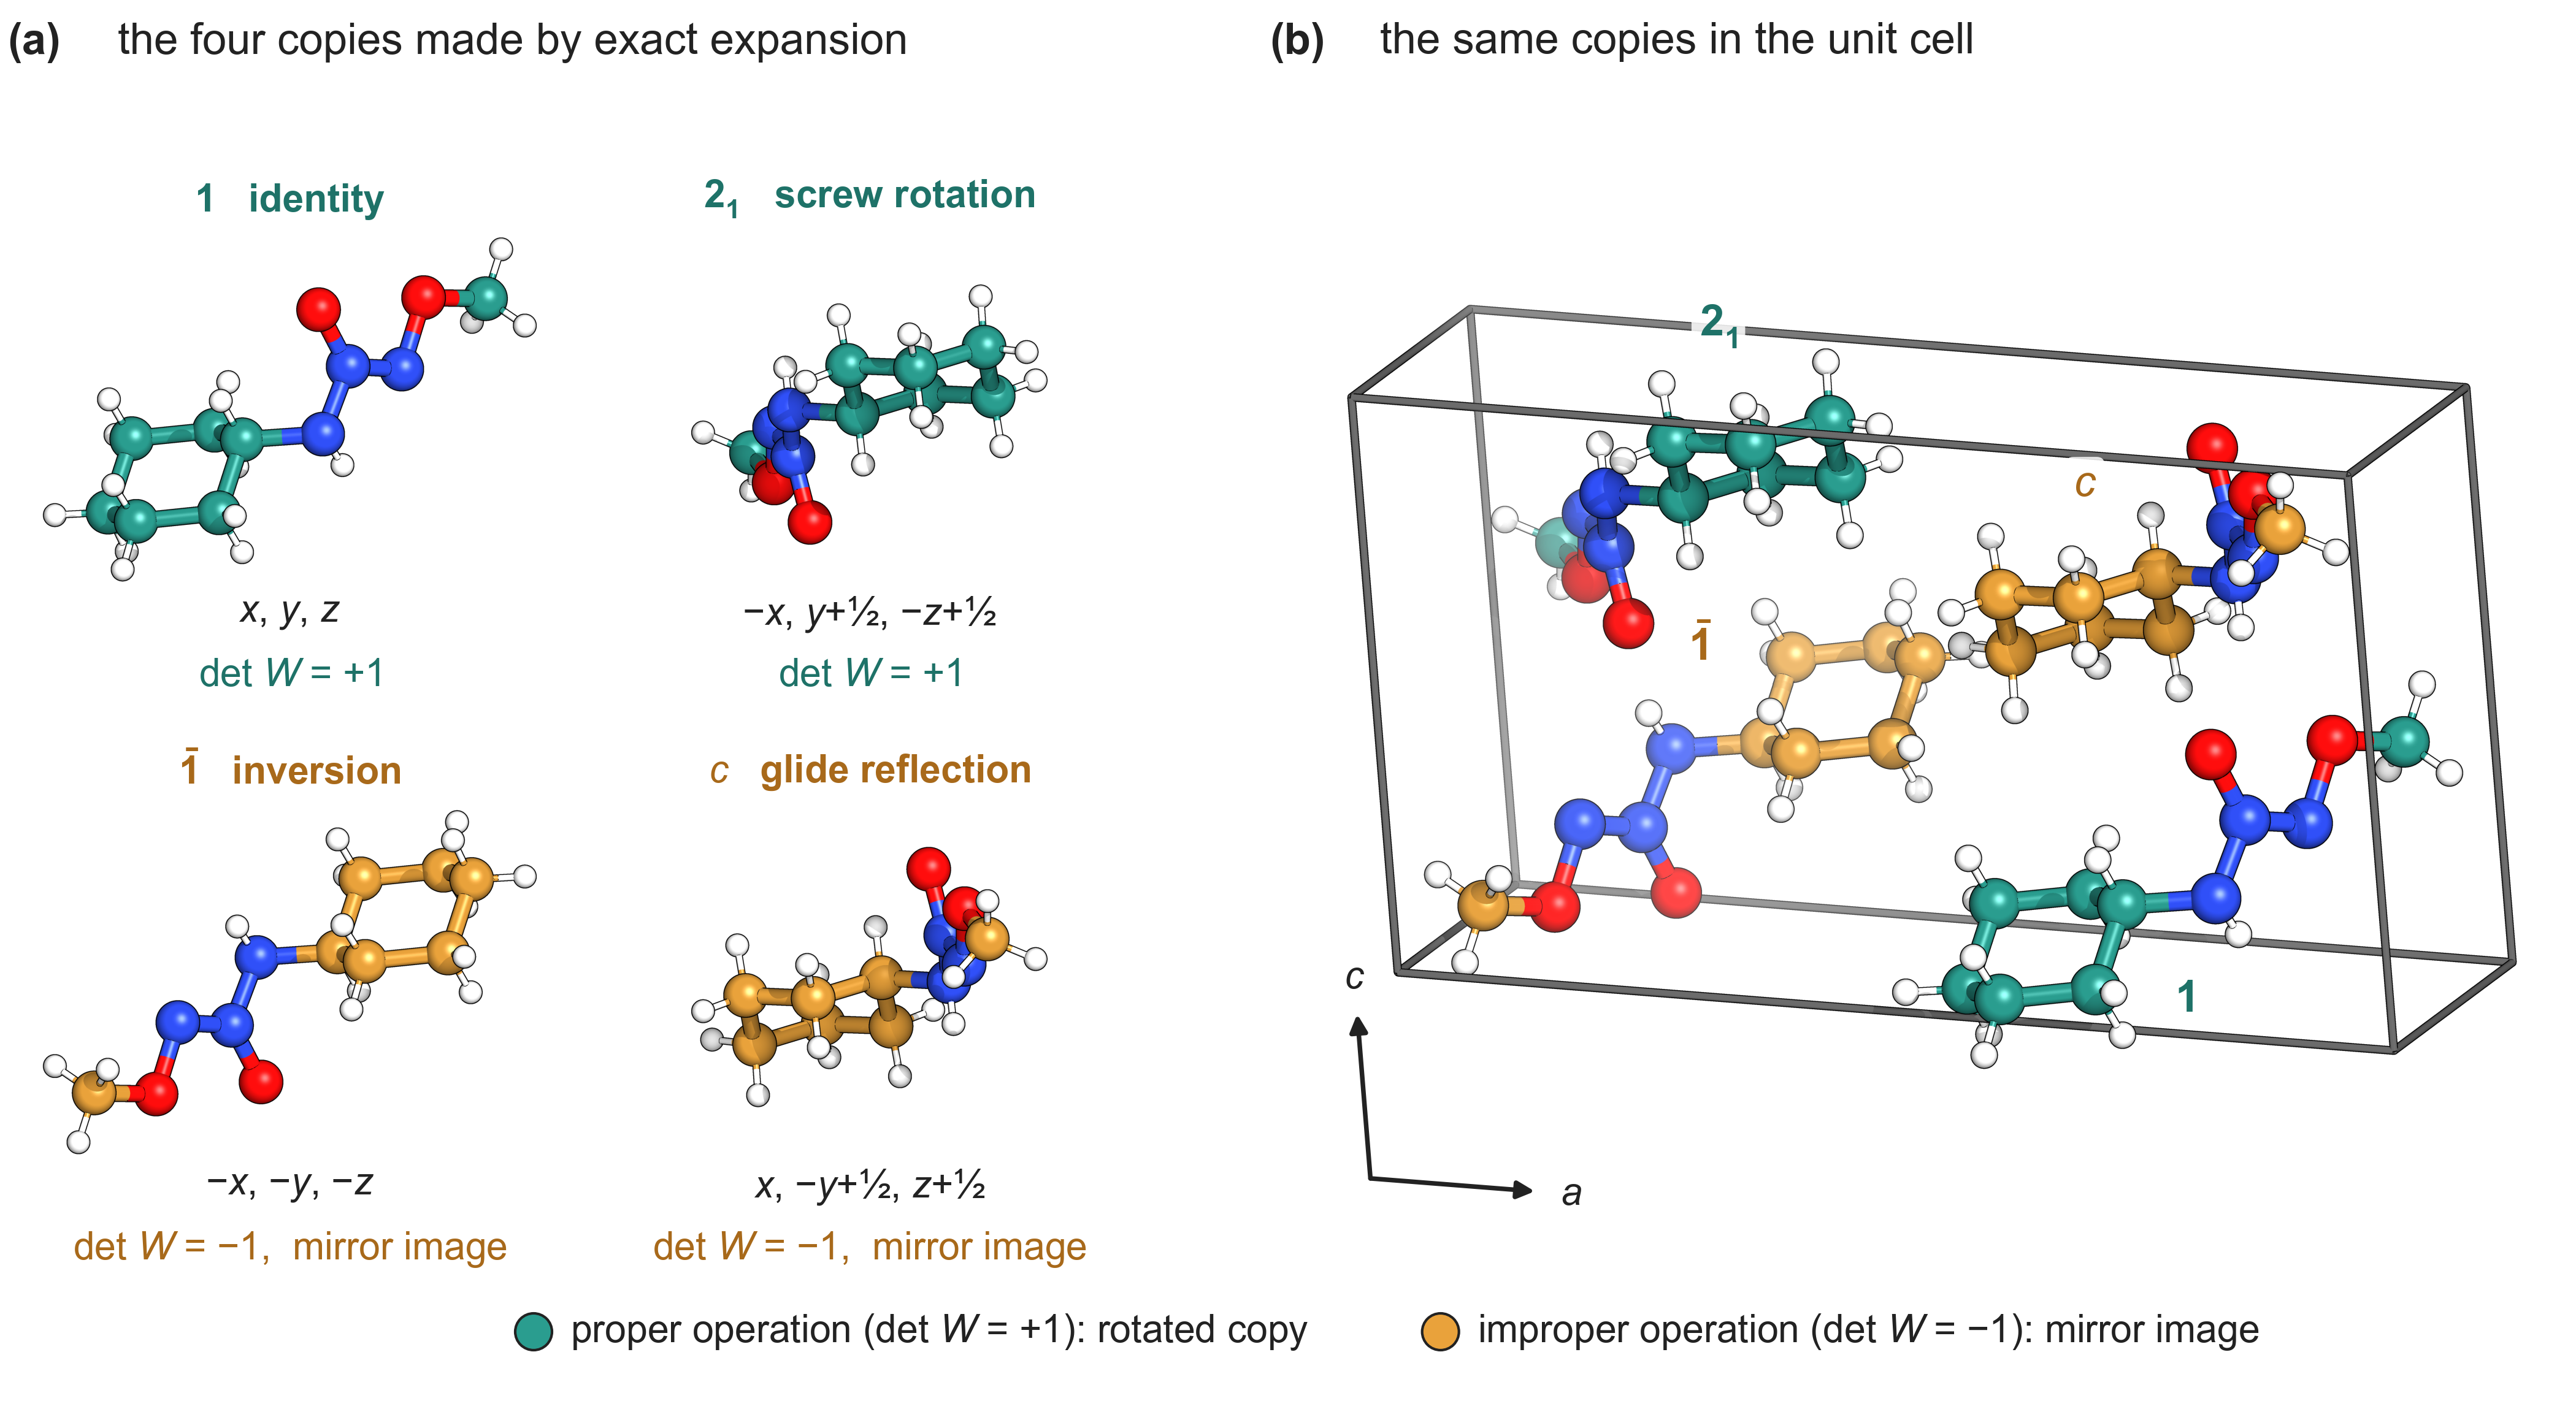 (a) the four copies made by exact expansion
1 identity
x, y, z
det W = +1
2₁ screw rotation
−x, y+½, −z+½
det W = +1
1̄ inversion
−x, −y, −z
det W = −1, mirror image
c glide reflection
x, −y+½, z+½
det W = −1, mirror image
(b) the same copies in the unit cell
2₁
c
1̄
1
c
a
proper operation (det W = +1): rotated copy
improper operation (det W = −1): mirror image